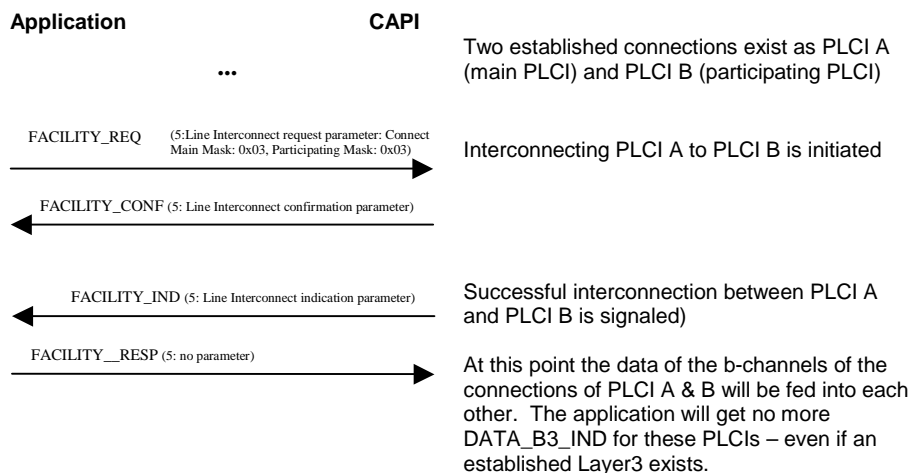 Application CAPI
Two established connections exist as PLCI A
(main PLCI) and PLCI B (participating PLCI)
...
FACILITY_REQ (5:Line Interconnect request parameter: Connect
Main Mask: 0x03, Participating Mask: 0x03)
Interconnecting PLCI A to PLCI B is initiated
FACILITY_CONF (5: Line Interconnect confirmation parameter)
FACILITY_IND (5: Line Interconnect indication parameter)
Successful interconnection between PLCI A
and PLCI B is signaled)
FACILITY__RESP (5: no parameter)
At this point the data of the b-channels of the
connections of PLCI A & B will be fed into each
other. The application will get no more
DATA_B3_IND for these PLCIs – even if an
established Layer3 exists.